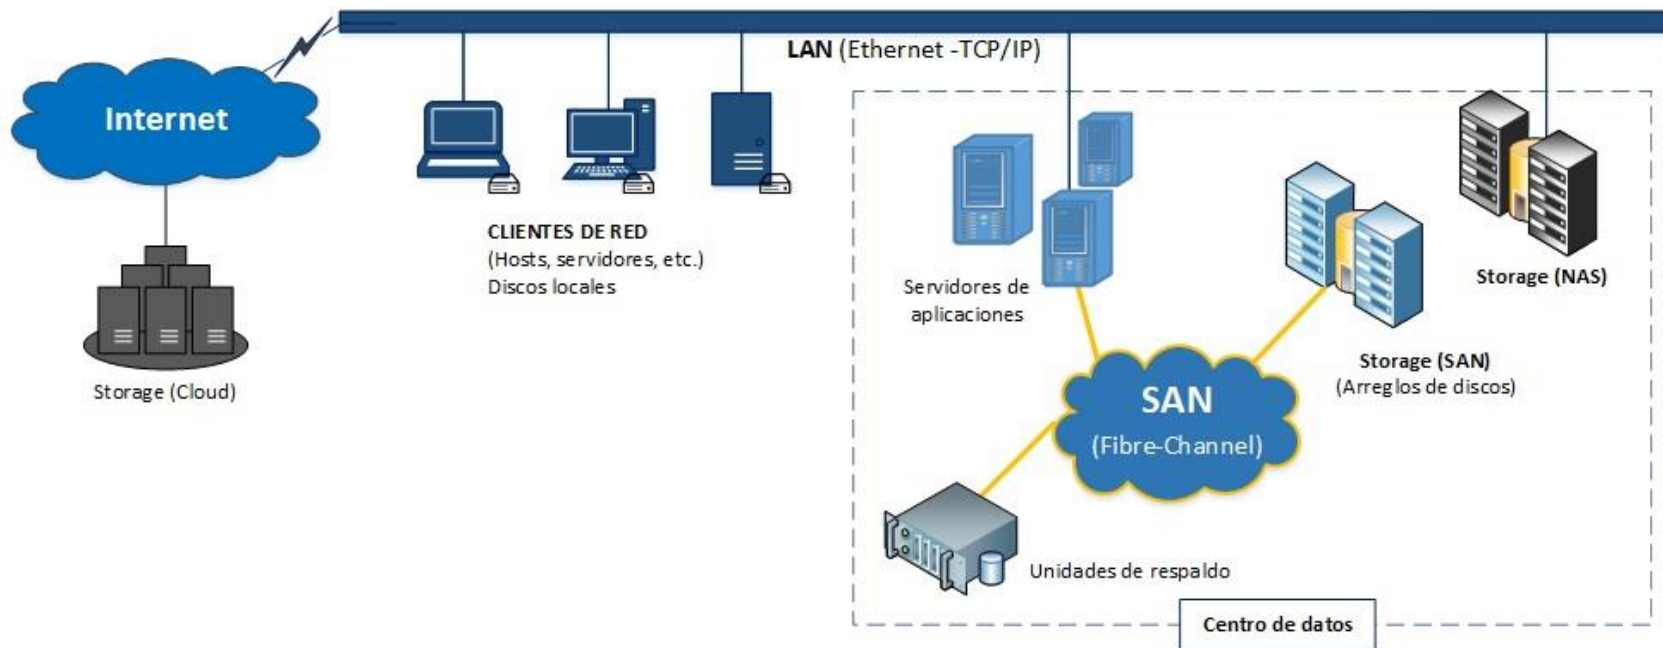 LAN (Ethernet -TCP/IP)
Internet
CLIENTES DE RED
(Hosts, servidores, etc.)
Discos locales
Storage (Cloud)
Servidores de
aplicaciones
Storage (NAS)
Storage (SAN)
(Arreglos de discos)
SAN
(Fibre-Channel)
Unidades de respaldo
Centro de datos